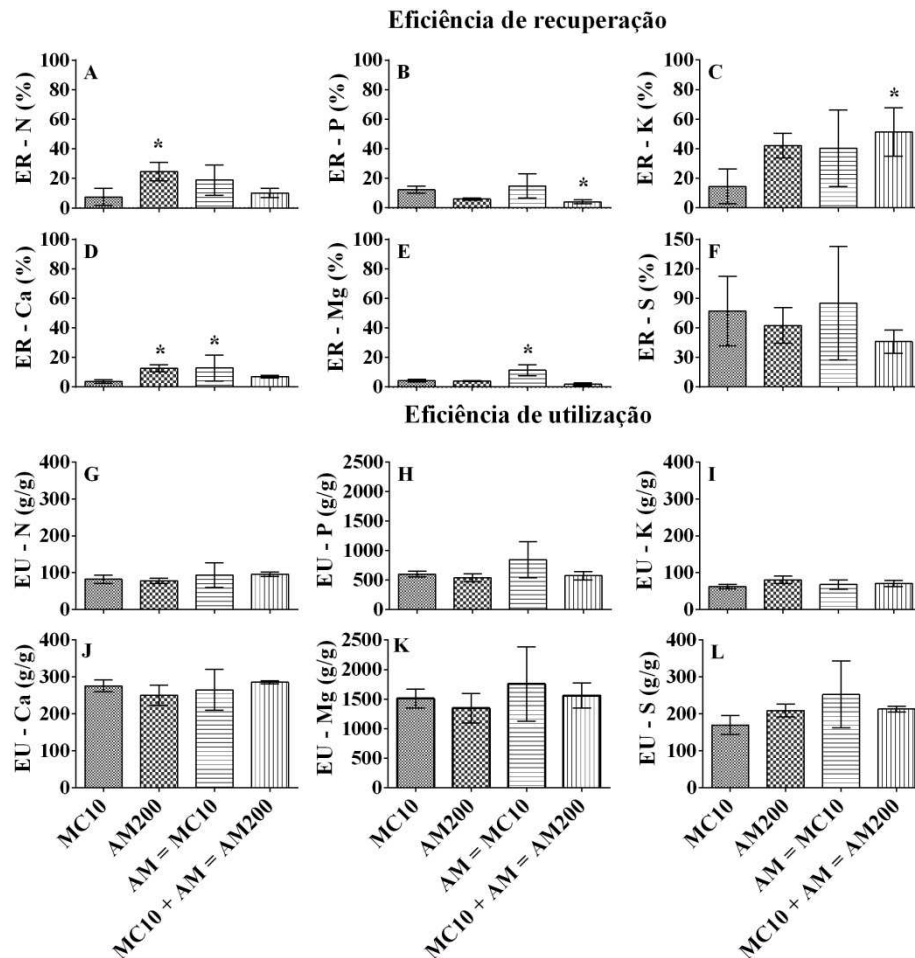 Eficiência de recuperação
A
ER - N (%)
100
80
60
40
20
0
*
B
ER - P (%)
100
80
60
40
20
0
*
C
ER - K (%)
100
80
60
40
20
0
*
D
ER - Ca (%)
100
80
60
40
20
0
*
*
E
ER - Mg (%)
100
80
60
40
20
0
*
F
ER - S (%)
150
120
90
60
30
0
Eficiência de utilização
G
EU - N (g/g)
400
300
200
100
0
H
EU - P (g/g)
2500
2000
1500
1000
500
0
I
EU - K (g/g)
400
300
200
100
0
J
EU - Ca (g/g)
400
300
200
100
0
K
EU - Mg (g/g)
2500
2000
1500
1000
500
0
L
EU - S (g/g)
400
300
200
100
0
MC10
AM200
AM = MC10
MC10 + AM = AM200
MC10
AM200
AM = MC10
MC10 + AM = AM200
MC10
AM200
AM = MC10
MC10 + AM = AM200